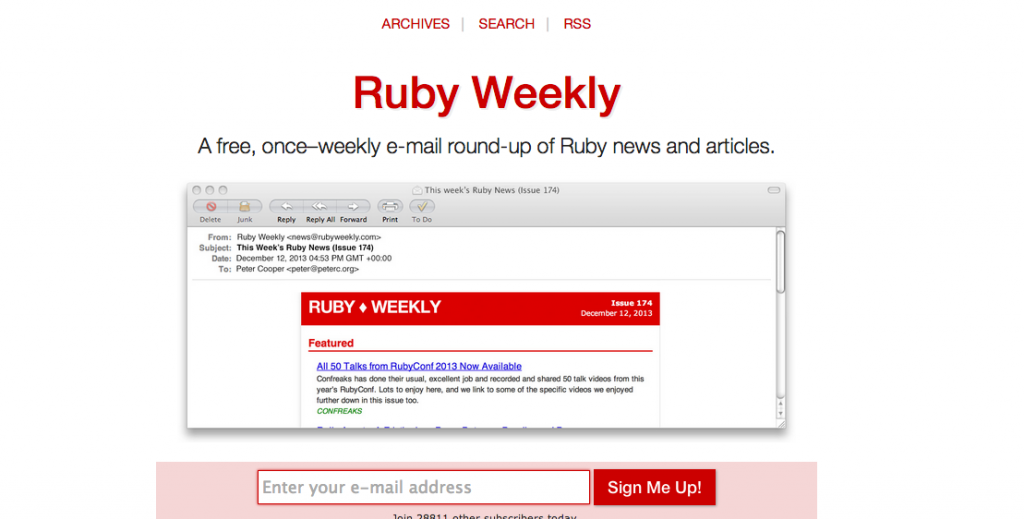 ARCHIVES | SEARCH | RSS
Ruby Weekly
A free, once–weekly e-mail round-up of Ruby news and articles.
This week's Ruby News (Issue 174)
Delete Junk Reply Reply All Forward Print To Do
From: Ruby Weekly <news@rubyweekly.com>
Subject: This Week's Ruby News (Issue 174)
Date: December 12, 2013 04:53 PM GMT +00:00
To: Peter Cooper <peter@peterc.org>
RUBY ♦ WEEKLY
Issue 174
December 12, 2013
Featured
All 50 Talks from RubyConf 2013 Now Available
Confreaks has done their usual, excellent job and recorded and shared 50 talk videos from this
year's RubyConf. Lots to enjoy here, and we link to some of the specific videos we enjoyed
further down in this issue too.
CONFREAKS
Enter your e-mail address
Sign Me Up!
Join 28811 other subscribers today